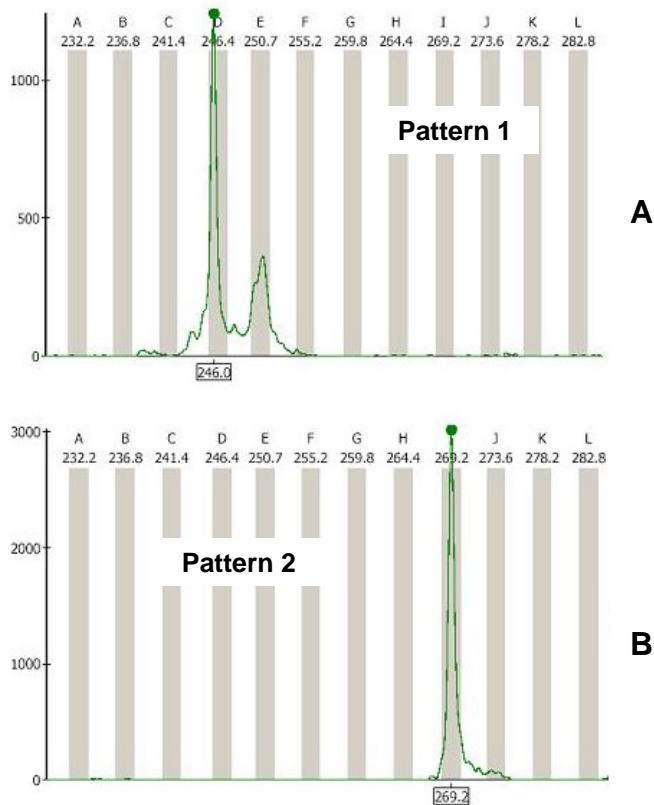 A B C D E F G H I J K L
232.2 236.8 241.4 246.4 250.7 255.2 259.8 264.4 269.2 273.6 278.2 282.8
1000
Pattern 1
A
500
0
246.0
3000
A B C D E F G H J K L
232.2 236.8 241.4 246.4 250.7 255.2 259.8 264.4 269.2 273.6 278.2 282.8
2000
Pattern 2
1000
B
0
269.2